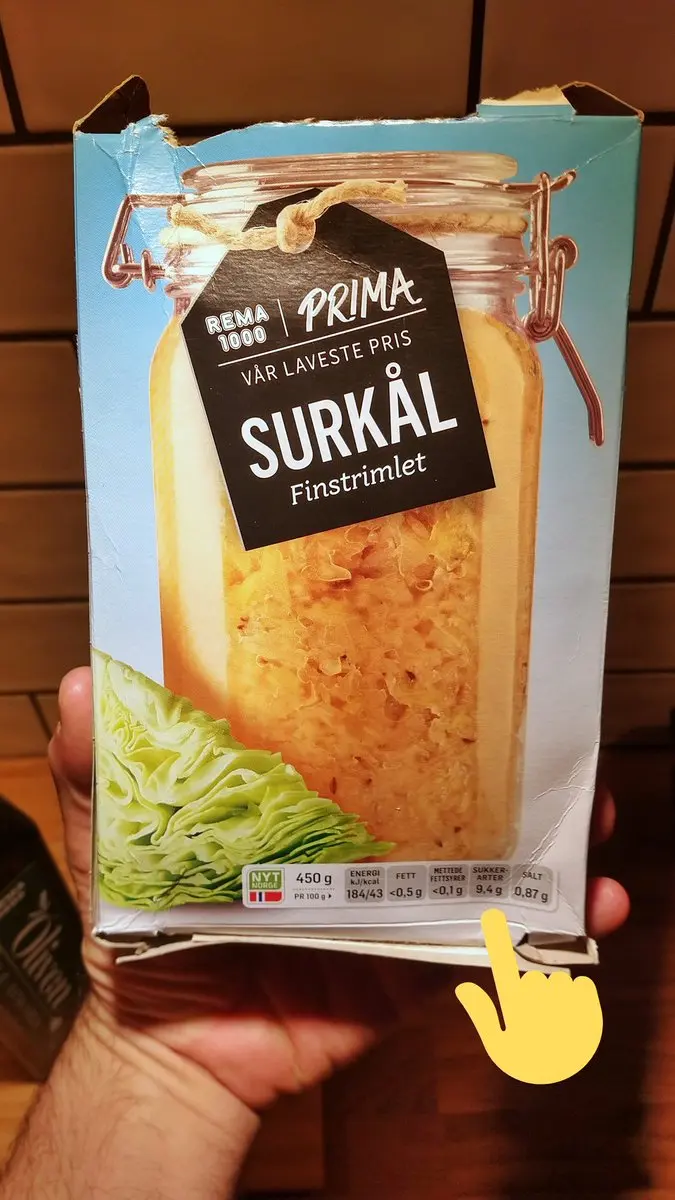 REMA 1000 | PRIMA
VÅR LAVESTE PRIS
SURKÅL
Finstrimlet
NYT NORGE
450 g
PR 100 g
ENERGI kJ/kcal 184/43
FETT <0,5 g
METTEDE FETTSYRER <0,1 g
SUKKER- ARTER 9,4 g
SALT 0,87 g
Oliven